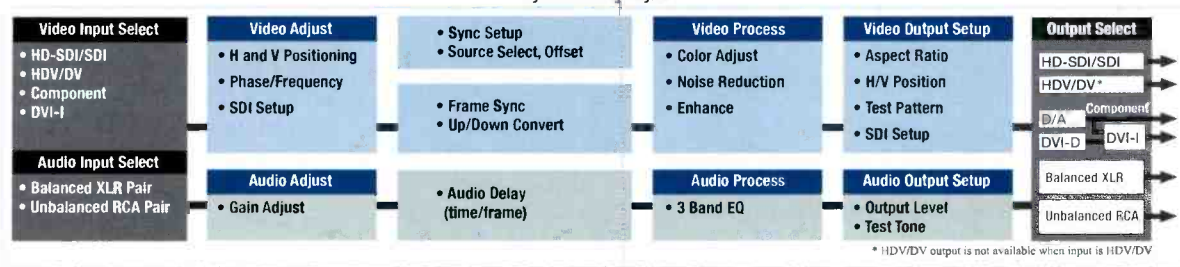 Video Input Select
• HD-SDI/SDI
• HDV/DV
• Component
• DVI-I
Audio Input Select
• Balanced XLR Pair
• Unbalanced RCA Pair
Video Adjust
• H and V Positioning
• Phase/Frequency
• SDI Setup
Audio Adjust
• Gain Adjust
• Sync Setup
• Source Select, Offset
• Frame Sync
• Up/Down Convert
• Audio Delay
(time/frame)
Video Process
• Color Adjust
• Noise Reduction
• Enhance
Audio Process
• 3 Band EQ
Video Output Setup
• Aspect Ratio
• H/V Position
• Test Pattern
• SDI Setup
Audio Output Setup
• Output Level
• Test Tone
Output Select
HD-SDI/SDI
HDV/DV*
Component
D/A
DVI-D
DVI-I
Balanced XLR
Unbalanced RCA
* HDV/DV output is not available when input is HDV/DV